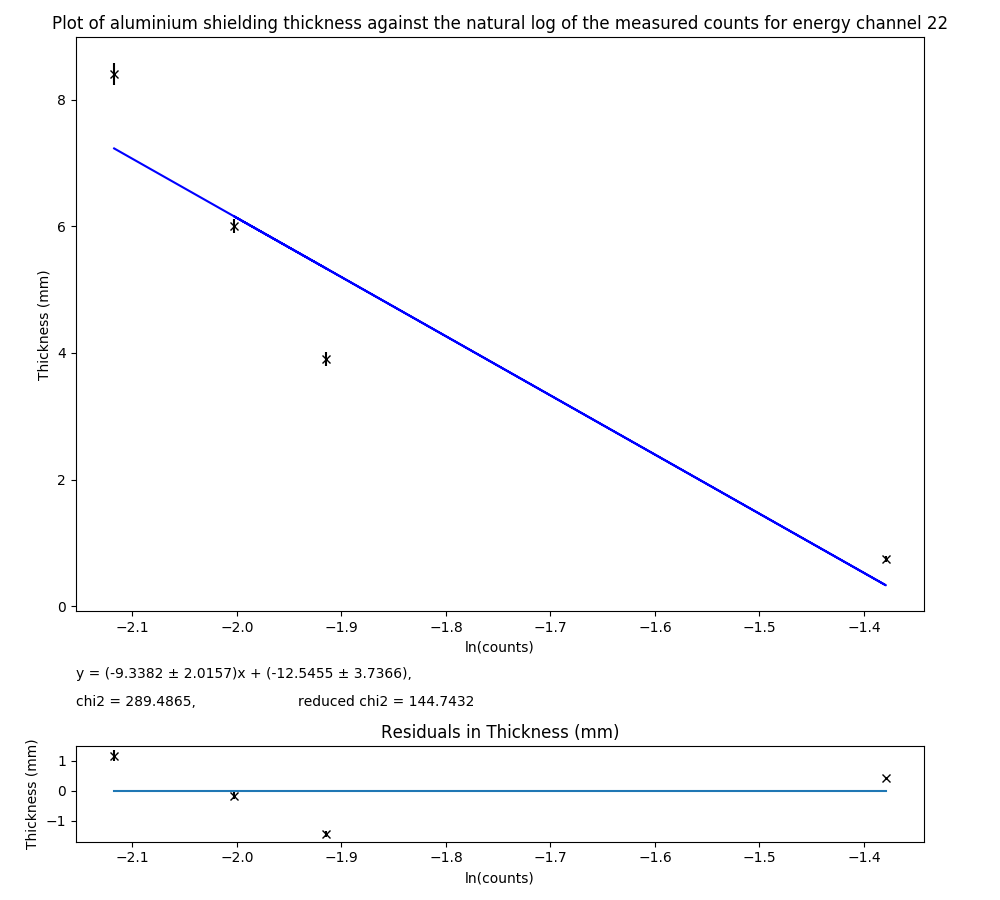 Plot of aluminium shielding thickness against the natural log of the measured counts for energy channel 22
Thickness (mm)
8
6
4
2
0
−2.1 −2.0 −1.9 −1.8 −1.7 −1.6 −1.5 −1.4
ln(counts)
y = (-9.3382 ± 2.0157)x + (-12.5455 ± 3.7366),
chi2 = 289.4865, reduced chi2 = 144.7432
Residuals in Thickness (mm)
Thickness (mm)
1
0
−1
−2.1 −2.0 −1.9 −1.8 −1.7 −1.6 −1.5 −1.4
ln(counts)